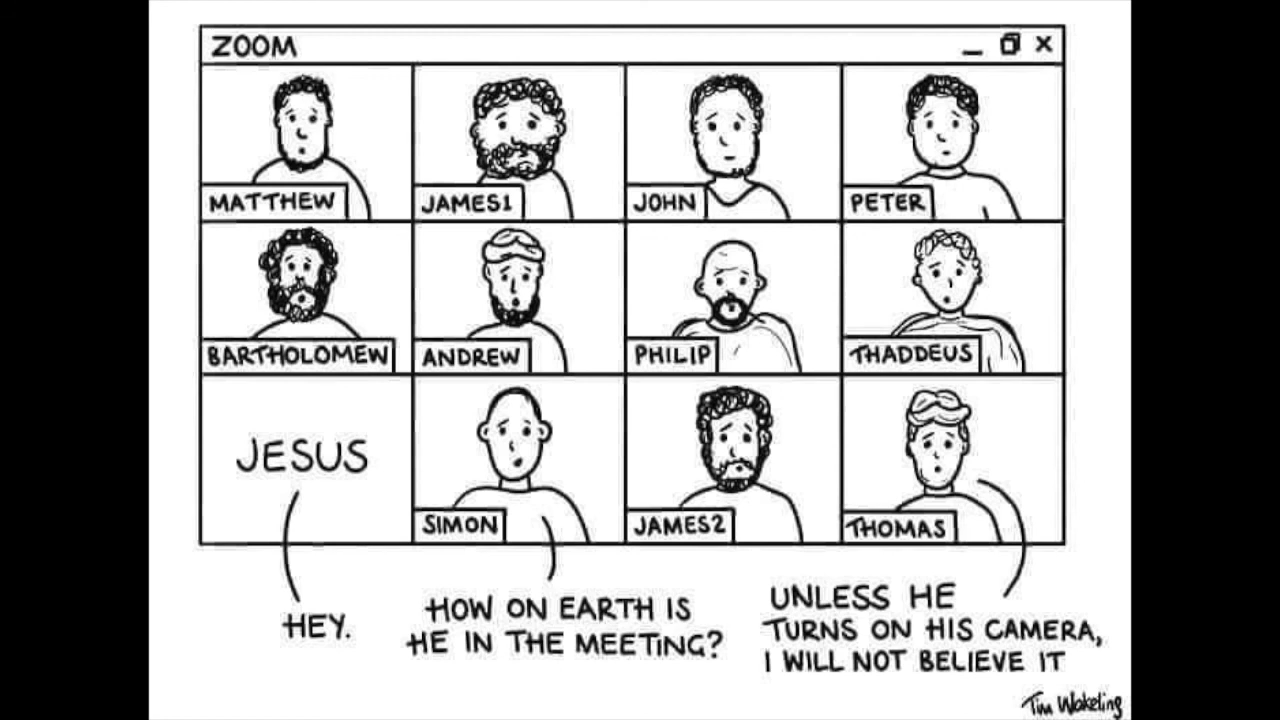 ZOOM
MATTHEW
JAMES1
JOHN
PETER
BARTHOLOMEW
ANDREW
PHILIP
THADDEUS
JESUS
SIMON
JAMES2
THOMAS
HEY.
HOW ON EARTH IS
HE IN THE MEETING?
UNLESS HE
TURNS ON HIS CAMERA,
I WILL NOT BELIEVE IT
Tim Wakeling